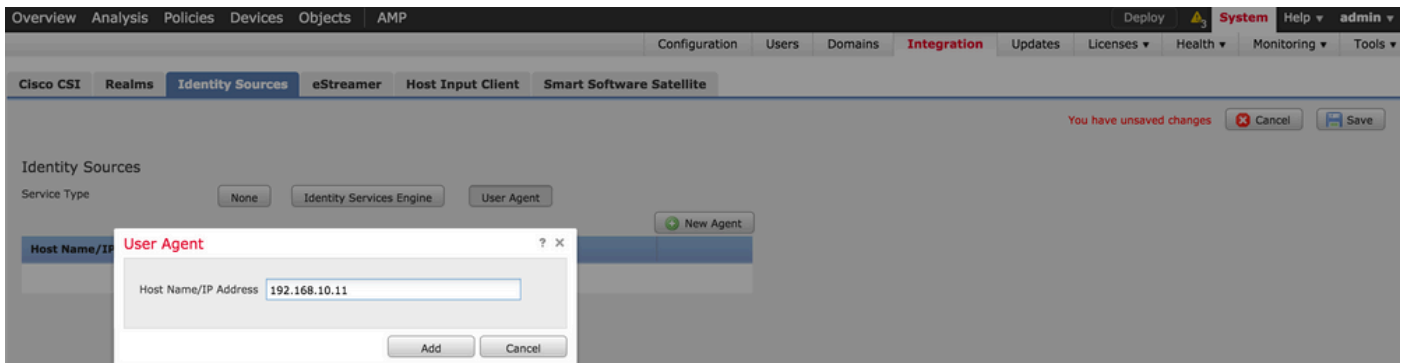 Overview Analysis Policies Devices Objects AMP Deploy 3 System Help admin
Configuration Users Domains Integration Updates Licenses Health Monitoring Tools
Cisco CSI Realms Identity Sources eStreamer Host Input Client Smart Software Satellite
You have unsaved changes Cancel Save
Identity Sources
Service Type None Identity Services Engine User Agent
New Agent
Host Name/IP
User Agent ? ×
Host Name/IP Address 192.168.10.11
Add Cancel